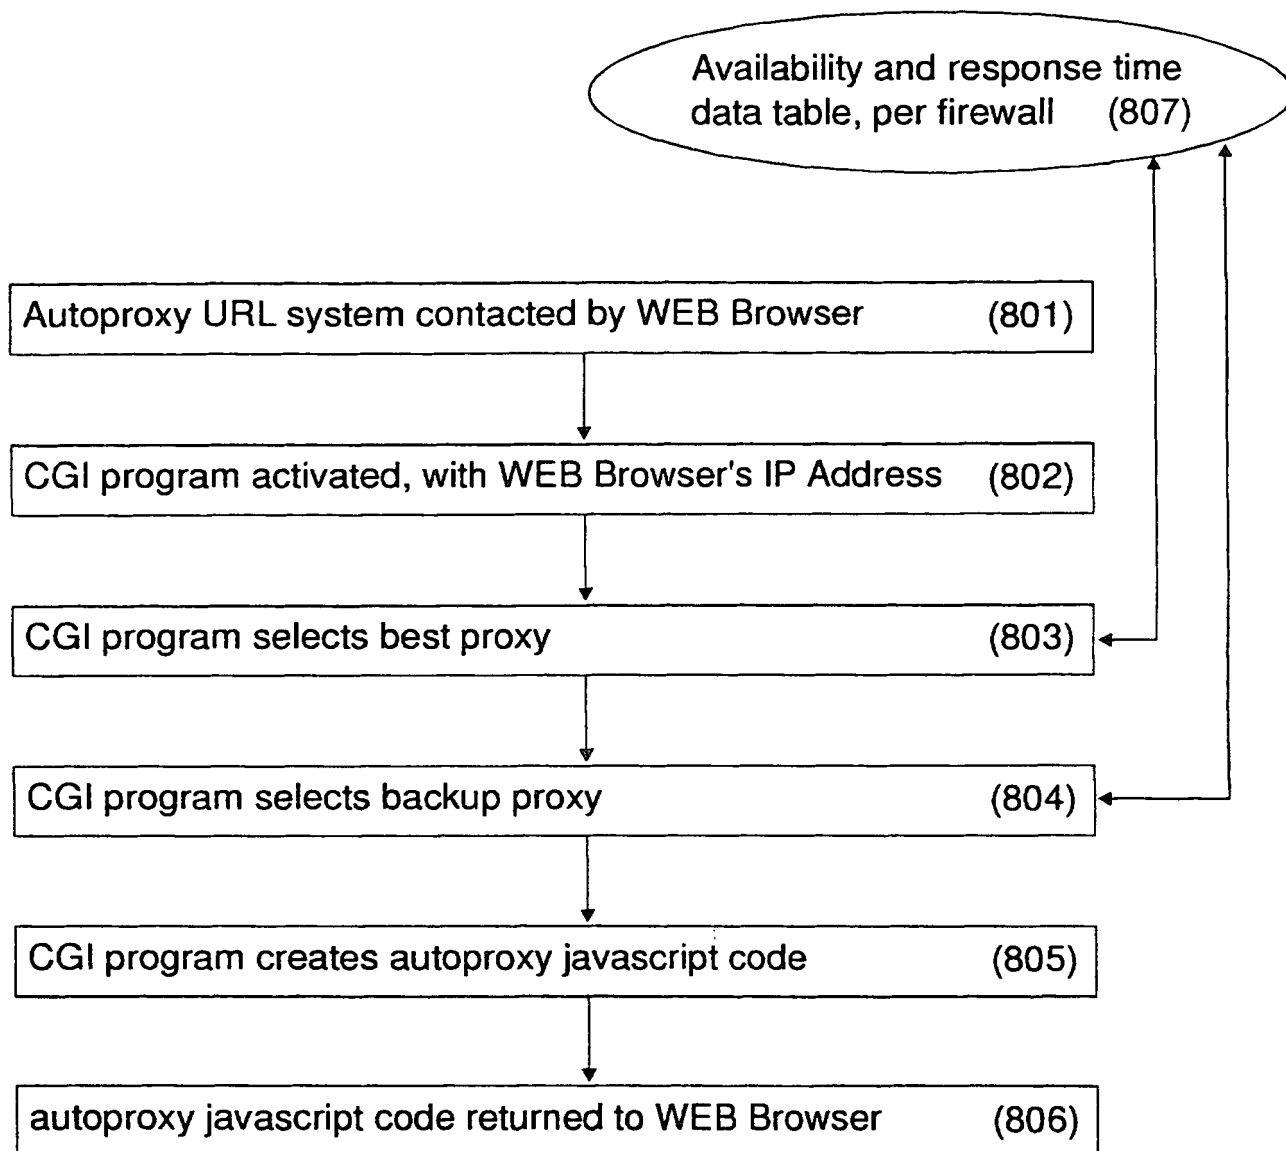 Availability and response time
data table, per firewall (807)
Autoproxy URL system contacted by WEB Browser (801)
CGI program activated, with WEB Browser's IP Address (802)
CGI program selects best proxy (803)
CGI program selects backup proxy (804)
CGI program creates autoproxy javascript code (805)
autoproxy javascript code returned to WEB Browser (806)